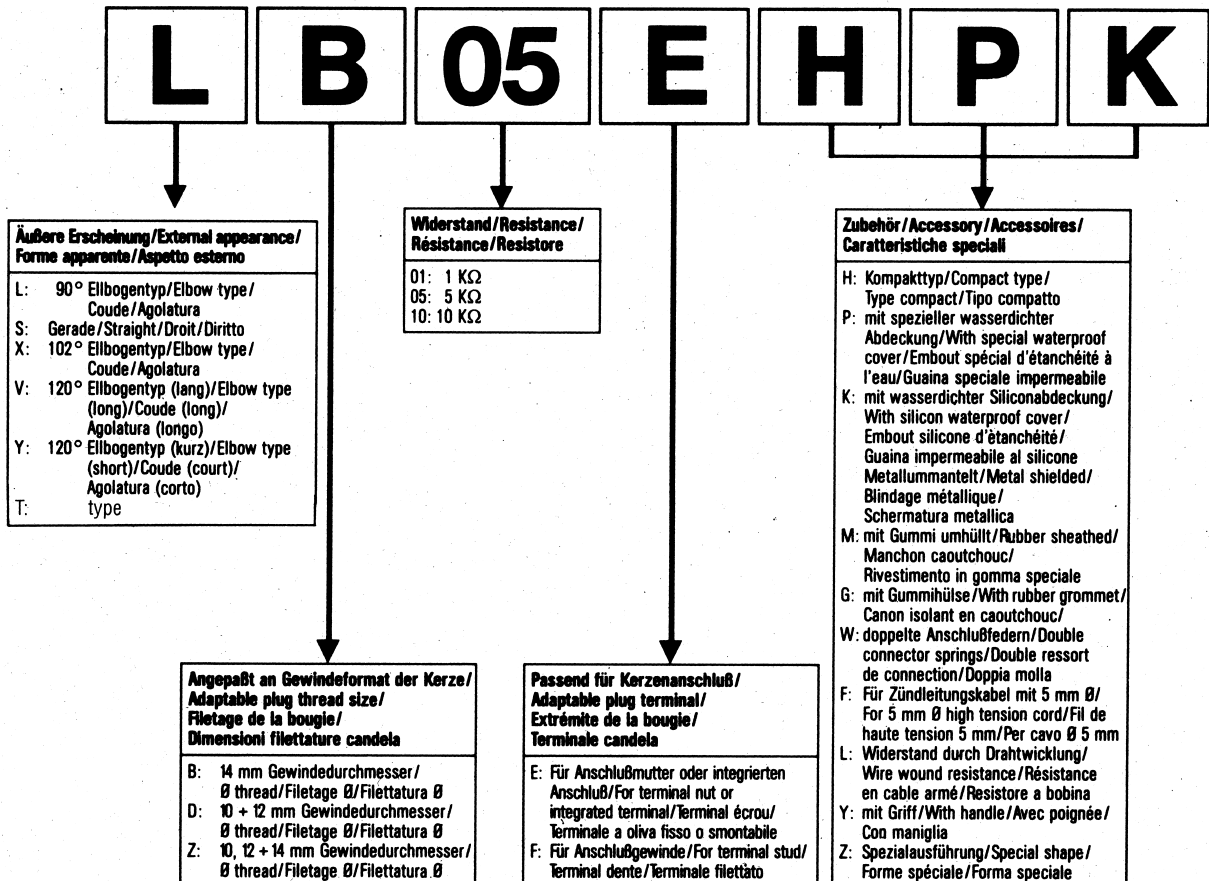 L B 05 E H P K
Äußere Erscheinung/External appearance/
Forme apparente/Aspetto esterno
L: 90° Ellbogentyp/Elbow type/
Coude/Agolatura
S: Gerade/Straight/Droit/Diritto
X: 102° Ellbogentyp/Elbow type/
Coude/Agolatura
V: 120° Ellbogentyp (lang)/Elbow type
(long)/Coude (long)/
Agolatura (longo)
Y: 120° Ellbogentyp (kurz)/Elbow type
(short)/Coude (court)/
Agolatura (corto)
T: type
Widerstand/Resistance/
Résistance/Resistore
01: 1 KΩ
05: 5 KΩ
10: 10 KΩ
Zubehör/Accessory/Accessoires/
Caratteristiche speciali
H: Kompakttyp/Compact type/
Type compact/Tipo compatto
P: mit spezieller wasserdichter
Abdeckung/With special waterproof
cover/Embout spécial d'étanchéité à
l'eau/Guaina speciale impermeabile
K: mit wasserdichter Siliconabdeckung/
With silicon waterproof cover/
Embout silicone d'ètanchéité/
Guaina impermeabile al silicone
Metallummantelt/Metal shielded/
Blindage métallique/
Schermatura metallica
M: mit Gummi umhüllt/Rubber sheathed/
Manchon caoutchouc/
Rivestimento in gomma speciale
G: mit Gummihülse/With rubber grommet/
Canon isolant en caoutchouc/
W: doppelte Anschlußfedern/Double
connector springs/Double ressort
de connection/Doppia molla
F: Für Zündleitungskabel mit 5 mm Ø/
For 5 mm Ø high tension cord/Fil de
haute tension 5 mm/Per cavo Ø 5 mm
L: Widerstand durch Drahtwicklung/
Wire wound resistance/Résistance
en cable armé/Resistore a bobina
Y: mit Griff/With handle/Avec poignée/
Con maniglia
Z: Spezialausführung/Special shape/
Forme spéciale/Forma speciale
Angepaßt an Gewindeformat der Kerze/
Adaptable plug thread size/
Filetage de la bougie/
Dimensioni filettature candela
B: 14 mm Gewindedurchmesser/
Ø thread/Filetage Ø/Filettatura Ø
D: 10 + 12 mm Gewindedurchmesser/
Ø thread/Filetage Ø/Filettatura Ø
Z: 10, 12 + 14 mm Gewindedurchmesser/
Ø thread/Filetage Ø/Filettatura Ø
Passend für Kerzenanschluß/
Adaptable plug terminal/
Extrémite de la bougie/
Terminale candela
E: Für Anschlußmutter oder integrierten
Anschluß/For terminal nut or
integrated terminal/Terminal écrou/
Terminale a oliva fisso o smontabile
F: Für Anschlußgewinde/For terminal stud/
Terminal dente/Terminale filettato